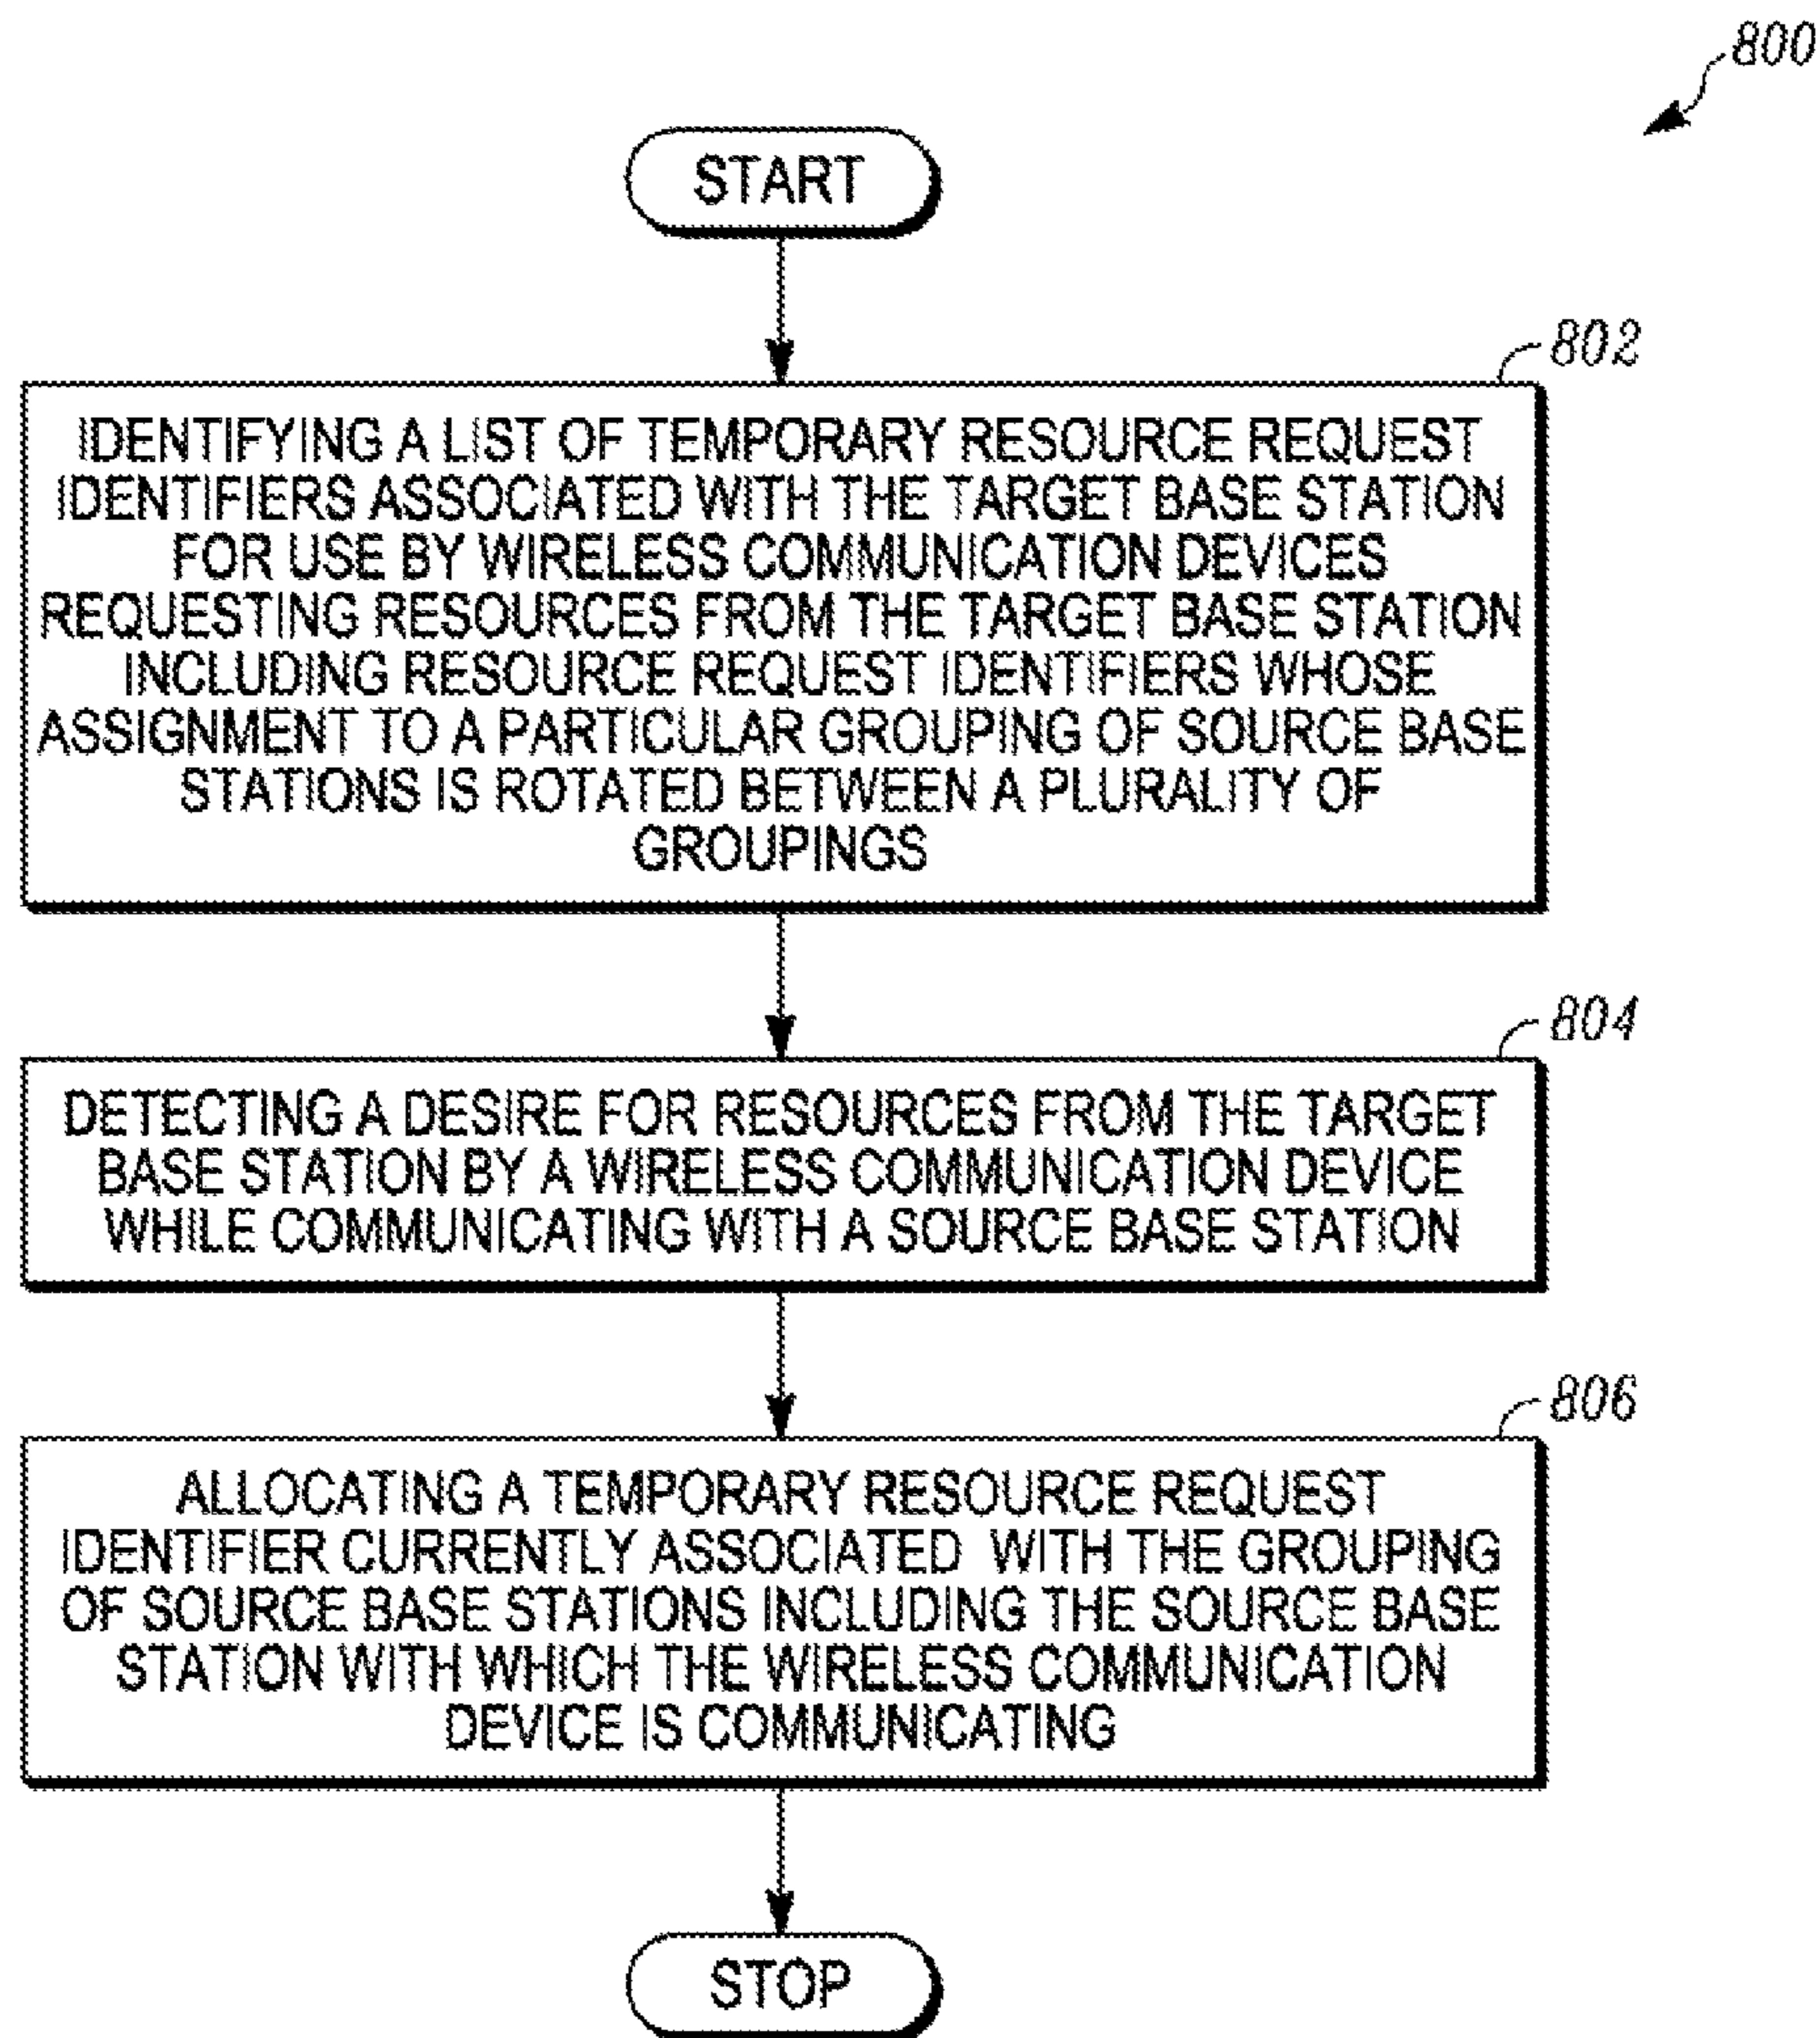 800
START
802
IDENTIFYING A LIST OF TEMPORARY RESOURCE REQUEST
IDENTIFIERS ASSOCIATED WITH THE TARGET BASE STATION
FOR USE BY WIRELESS COMMUNICATION DEVICES
REQUESTING RESOURCES FROM THE TARGET BASE STATION
INCLUDING RESOURCE REQUEST IDENTIFIERS WHOSE
ASSIGNMENT TO A PARTICULAR GROUPING OF SOURCE BASE
STATIONS IS ROTATED BETWEEN A PLURALITY OF
GROUPINGS
804
DETECTING A DESIRE FOR RESOURCES FROM THE TARGET
BASE STATION BY A WIRELESS COMMUNICATION DEVICE
WHILE COMMUNICATING WITH A SOURCE BASE STATION
806
ALLOCATING A TEMPORARY RESOURCE REQUEST
IDENTIFIER CURRENTLY ASSOCIATED WITH THE GROUPING
OF SOURCE BASE STATIONS INCLUDING THE SOURCE BASE
STATION WITH WHICH THE WIRELESS COMMUNICATION
DEVICE IS COMMUNICATING
STOP